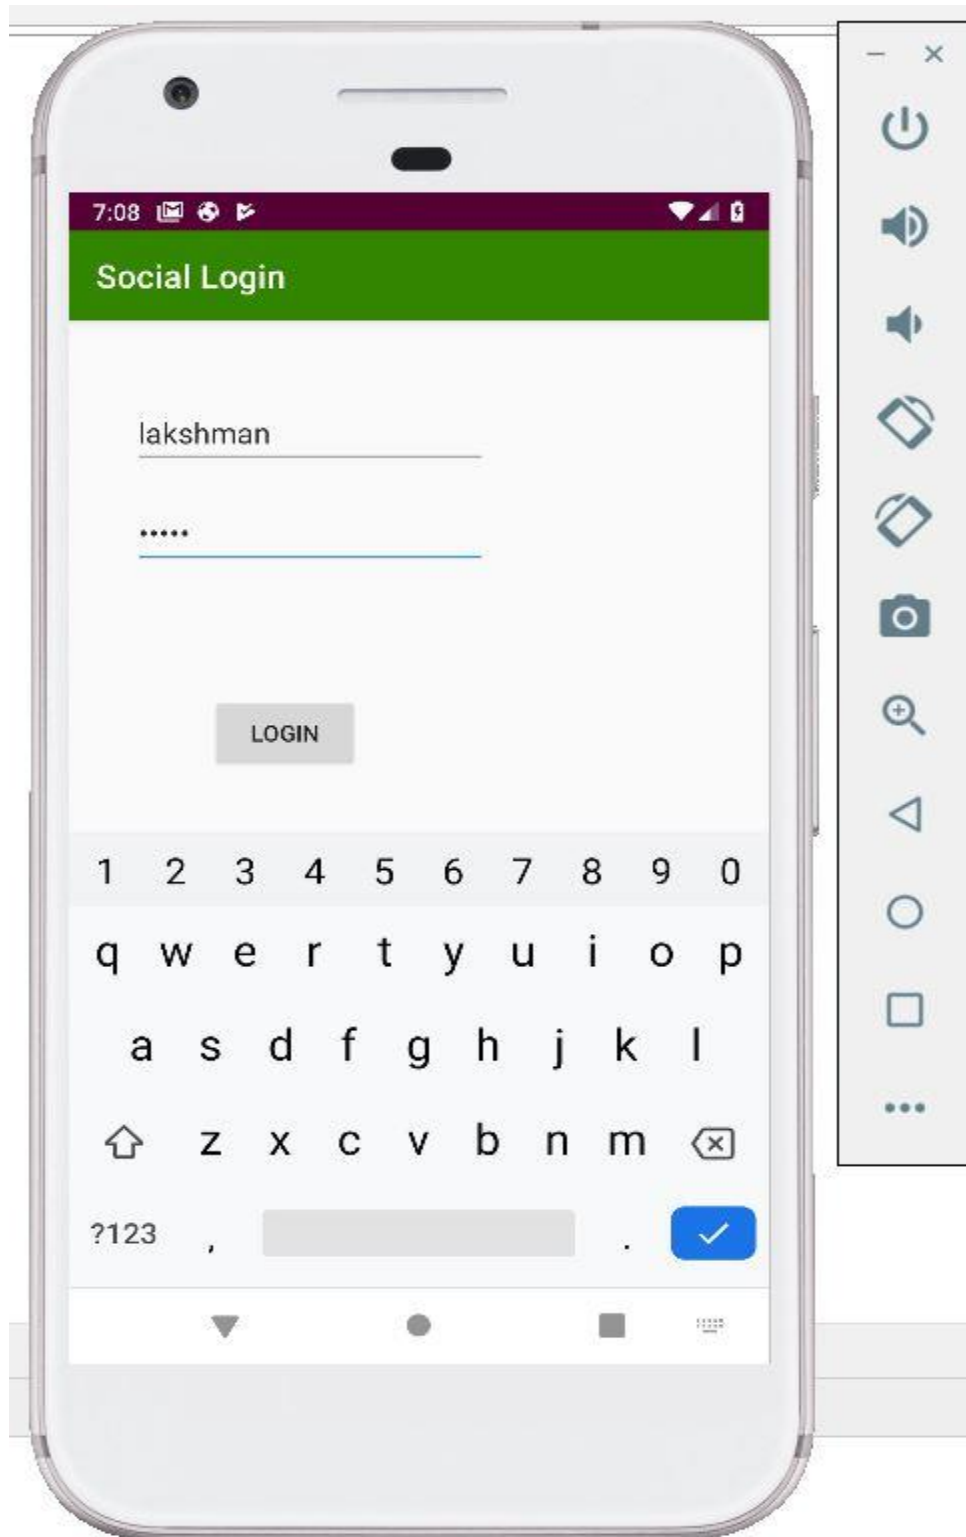 7:08
Social Login
lakshman
•••••
LOGIN
1 2 3 4 5 6 7 8 9 0
q w e r t y u i o p
a s d f g h j k l
z x c v b n m
?123 , .